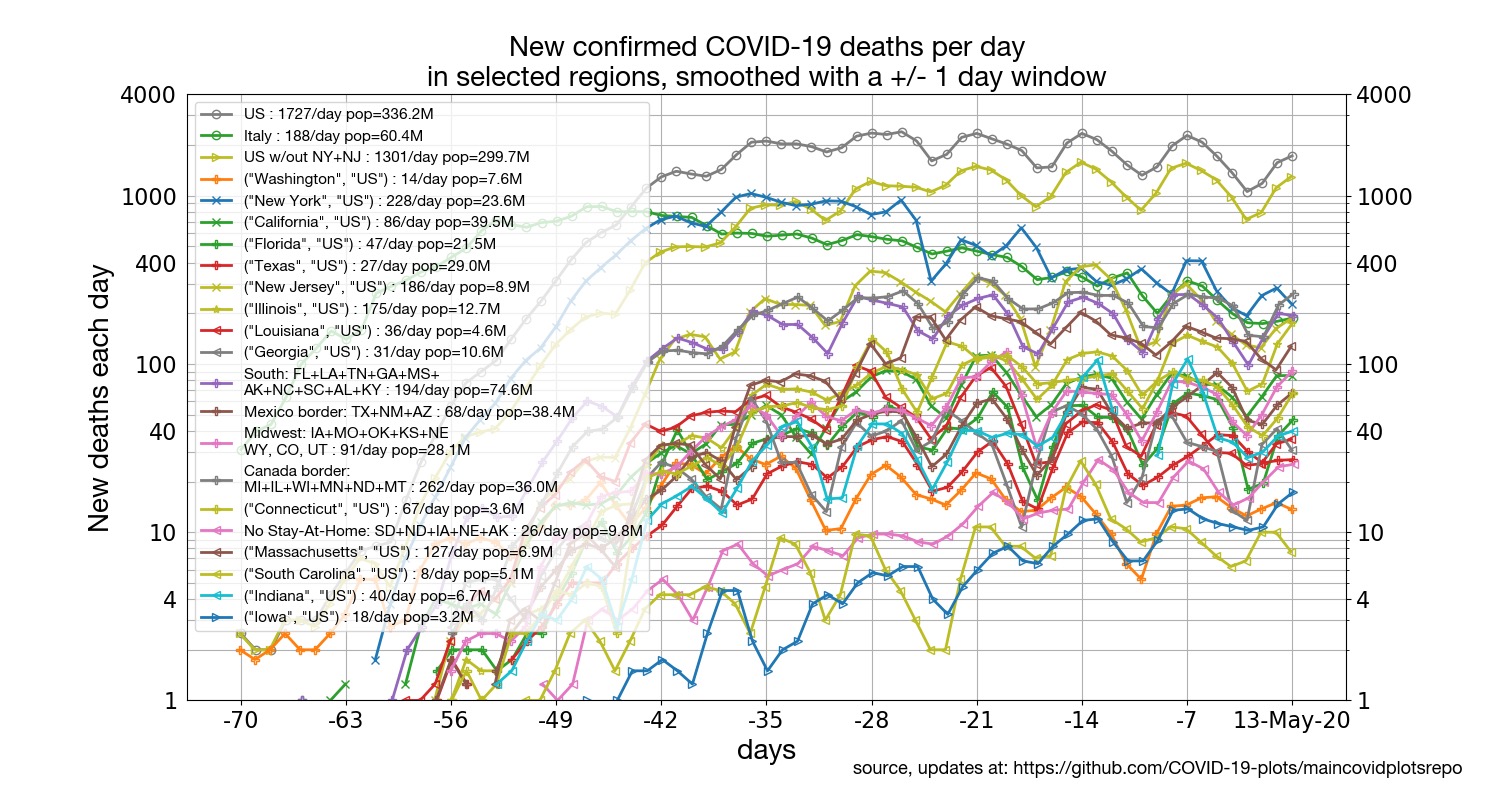 New confirmed COVID-19 deaths per day
in selected regions, smoothed with a +/- 1 day window
4000
1000
400
100
40
10
4
1
New deaths each day
US : 1727/day pop=336.2M
Italy : 188/day pop=60.4M
US w/out NY+NJ : 1301/day pop=299.7M
("Washington", "US") : 14/day pop=7.6M
("New York", "US") : 228/day pop=23.6M
("California", "US") : 86/day pop=39.5M
("Florida", "US") : 47/day pop=21.5M
("Texas", "US") : 27/day pop=29.0M
("New Jersey", "US") : 186/day pop=8.9M
("Illinois", "US") : 175/day pop=12.7M
("Louisiana", "US") : 36/day pop=4.6M
("Georgia", "US") : 31/day pop=10.6M
South: FL+LA+TN+GA+MS+
AK+NC+SC+AL+KY : 194/day pop=74.6M
Mexico border: TX+NM+AZ : 68/day pop=38.4M
Midwest: IA+MO+OK+KS+NE
WY, CO, UT : 91/day pop=28.1M
Canada border:
MI+IL+WI+MN+ND+MT : 262/day pop=36.0M
("Connecticut", "US") : 67/day pop=3.6M
No Stay-At-Home: SD+ND+IA+NE+AK : 26/day pop=9.8M
("Massachusetts", "US") : 127/day pop=6.9M
("South Carolina", "US") : 8/day pop=5.1M
("Indiana", "US") : 40/day pop=6.7M
("Iowa", "US") : 18/day pop=3.2M
4000
1000
400
100
40
10
4
1
-70 -63 -56 -49 -42 -35 -28 -21 -14 -7 13-May-20
days
source, updates at: https://github.com/COVID-19-plots/maincovidplotsrepo